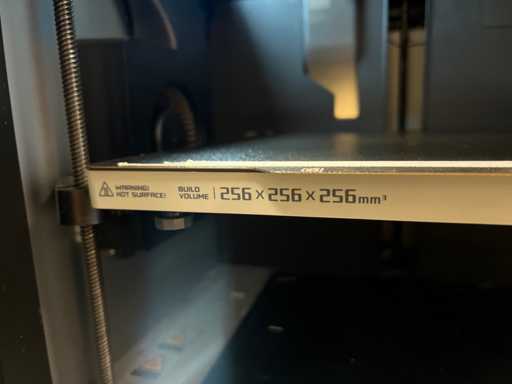 WARNING!
HOT SURFACE!
BUILD
VOLUME
256×256×256mm³